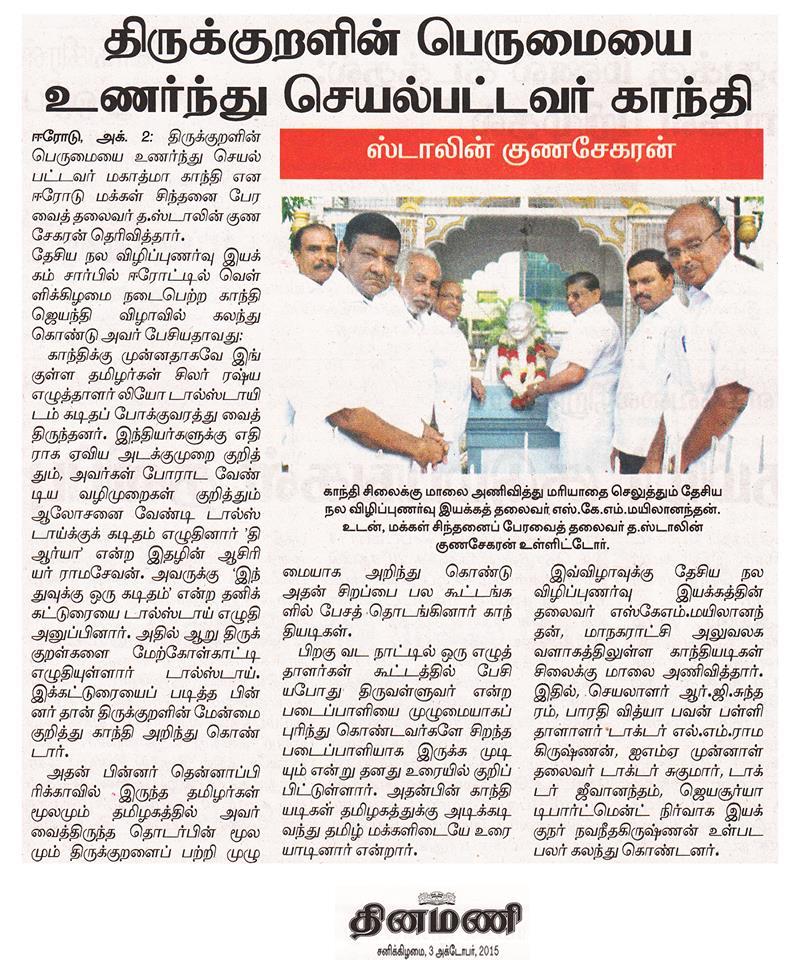 திருக்குறளின் பெருமையை
உணர்ந்து செயல்பட்டவர் காந்தி
ஸ்டாலின் குணசேகரன்
ஈரோடு, அக். 2: திருக்குறளின்
பெருமையை உணர்ந்து செயல்
பட்டவர் மகாத்மா காந்தி என
ஈரோடு மக்கள் சிந்தனை பேர
வைத் தலைவர் த.ஸ்டாலின் குண
சேகரன் தெரிவித்தார்.
தேசிய நல விழிப்புணர்வு இயக்
கம் சார்பில் ஈரோட்டில் வெள்
ளிக்கிழமை நடைபெற்ற காந்தி
ஜெயந்தி விழாவில் கலந்து
கொண்டு அவர் பேசியதாவது:
காந்திக்கு முன்னதாகவே இங்
குள்ள தமிழர்கள் சிலர் ரஷ்ய
எழுத்தாளர் லியோ டால்ஸ்டாயி
டம் கடிதப் போக்குவரத்து வைத்
திருந்தனர். இந்தியர்களுக்கு எதி
ராக ஏவிய அடக்குமுறை குறித்
தும், அவர்கள் போராட வேண்
டிய வழிமுறைகள் குறித்தும்
ஆலோசனை வேண்டி டால்ஸ்
டாய்க்குக் கடிதம் எழுதினார் 'தி
ஆர்யா' என்ற இதழின் ஆசிரி
யர் ராமசேவன். அவருக்கு 'இந்
துவுக்கு ஒரு கடிதம்' என்ற தனிக்
கட்டுரையை டால்ஸ்டாய் எழுதி
அனுப்பினார். அதில் ஆறு திருக்
குறள்களை மேற்கோள்காட்டி
எழுதியுள்ளார் டால்ஸ்டாய்.
இக்கட்டுரையைப் படித்த பின்
னர் தான் திருக்குறளின் மேன்மை
குறித்து காந்தி அறிந்து கொண்
டார்.
அதன் பின்னர் தென்னாப்பி
ரிக்காவில் இருந்த தமிழர்கள்
மூலமும் தமிழகத்தில் அவர்
வைத்திருந்த தொடர்பின் மூல
மும் திருக்குறளைப் பற்றி முழு
காந்தி சிலைக்கு மாலை அணிவித்து மரியாதை செலுத்தும் தேசிய
நல விழிப்புணர்வு இயக்கத் தலைவர் எஸ்.கே.எம்.மயிலானந்தன்.
உடன், மக்கள் சிந்தனைப் பேரவைத் தலைவர் த.ஸ்டாலின்
குணசேகரன் உள்ளிட்டோர்.
மையாக அறிந்து கொண்டு
அதன் சிறப்பை பல கூட்டங்க
ளில் பேசத் தொடங்கினார் காந்
தியடிகள்.
பிறகு வட நாட்டில் ஒரு எழுத்
தாளர்கள் கூட்டத்தில் பேசி
யபோது திருவள்ளுவர் என்ற
படைப்பாளியை முழுமையாகப்
புரிந்து கொண்டவர்களே சிறந்த
படைப்பாளியாக இருக்க முடி
யும் என்று தனது உரையில் குறிப்
பிட்டுள்ளார். அதன்பின் காந்தி
யடிகள் தமிழகத்துக்கு அடிக்கடி
வந்து தமிழ் மக்களிடையே உரை
யாடினார் என்றார்.
இவ்விழாவுக்கு தேசிய நல
விழிப்புணர்வு இயக்கத்தின்
தலைவர் எஸ்கேஎம்.மயிலானந்
தன், மாநகராட்சி அலுவலக
வளாகத்திலுள்ள காந்தியடிகள்
சிலைக்கு மாலை அணிவித்தார்.
இதில், செயலாளர் ஆர்.ஜி.சுந்த
ரம், பாரதி வித்யா பவன் பள்ளி
தாளாளர் டாக்டர் எல்.எம்.ராம
கிருஷ்ணன், ஐஎம்ஏ முன்னாள்
தலைவர் டாக்டர் சுகுமார், டாக்
டர் ஜீவானந்தம், ஜெயசூர்யா
டிபார்ட்மென்ட் நிர்வாக இயக்
குநர் நவநீதகிருஷ்ணன் உள்பட
பலர் கலந்து கொண்டனர்.
தினமணி
சனிக்கிழமை, 3 அக்டோபர், 2015